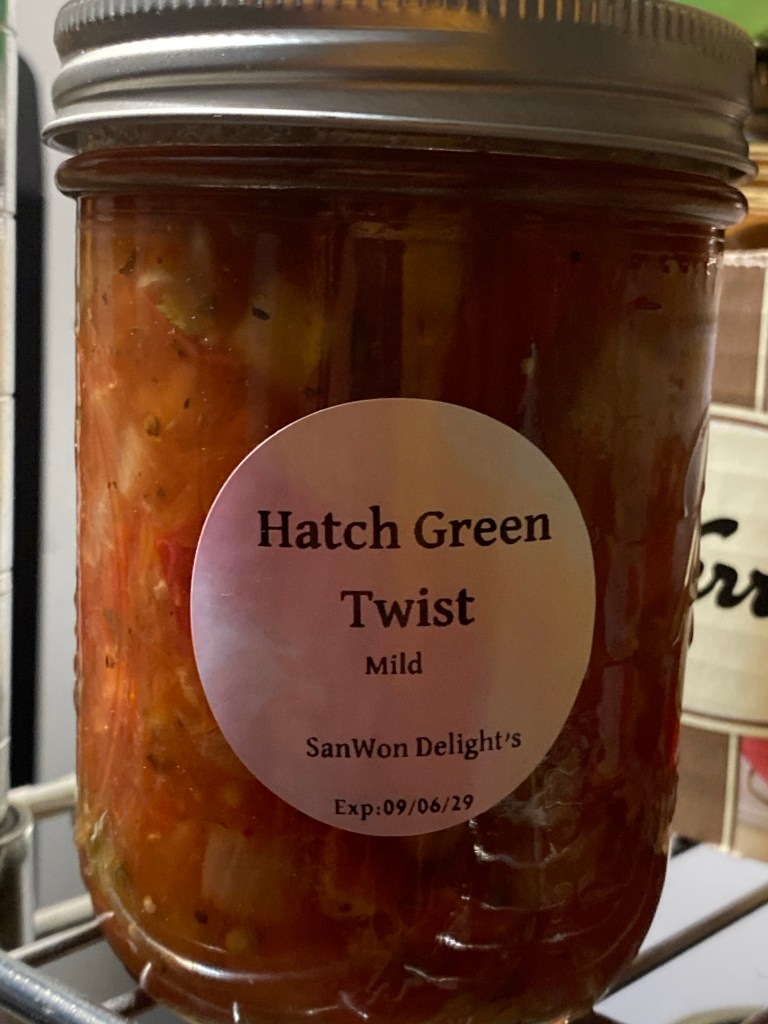 Hatch Green
Twist
Mild
SanWon Delight's
Exp:09/06/29